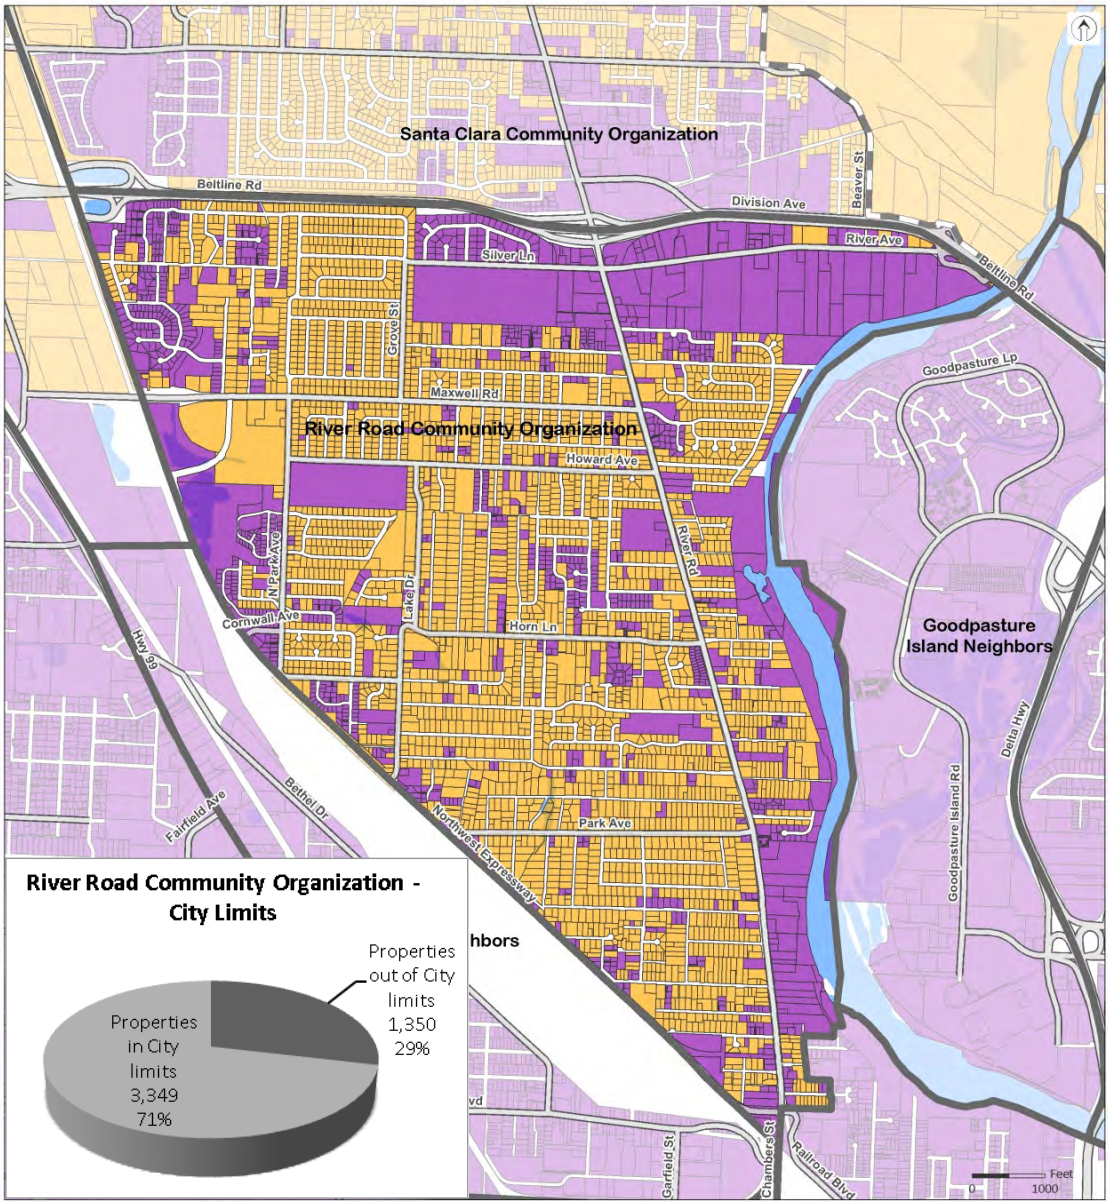 Santa Clara Community Organization
Beaver St
Beltline Rd
Division Ave
River Ave
Silver Ln
Beltline Rd
Grove St
Goodpasture Lp
Maxwell Rd
River Road Community Organization
Howard Ave
River Rd
N Park Ave
Lake Dr
Cornwall Ave
Horn Ln
Goodpasture
Island Neighbors
Hwy 99
Delta Hwy
Bethel Dr
Fairfield Ave
Goodpasture Island Rd
Park Ave
Northwest Expressway
River Road Community Organization -
City Limits
hbors
Properties
out of City
limits
1,350
29%
Properties
in City
limits
3,349
71%
vd
Garfield St
Chambers St
Railroad Blvd
Feet
0 1000